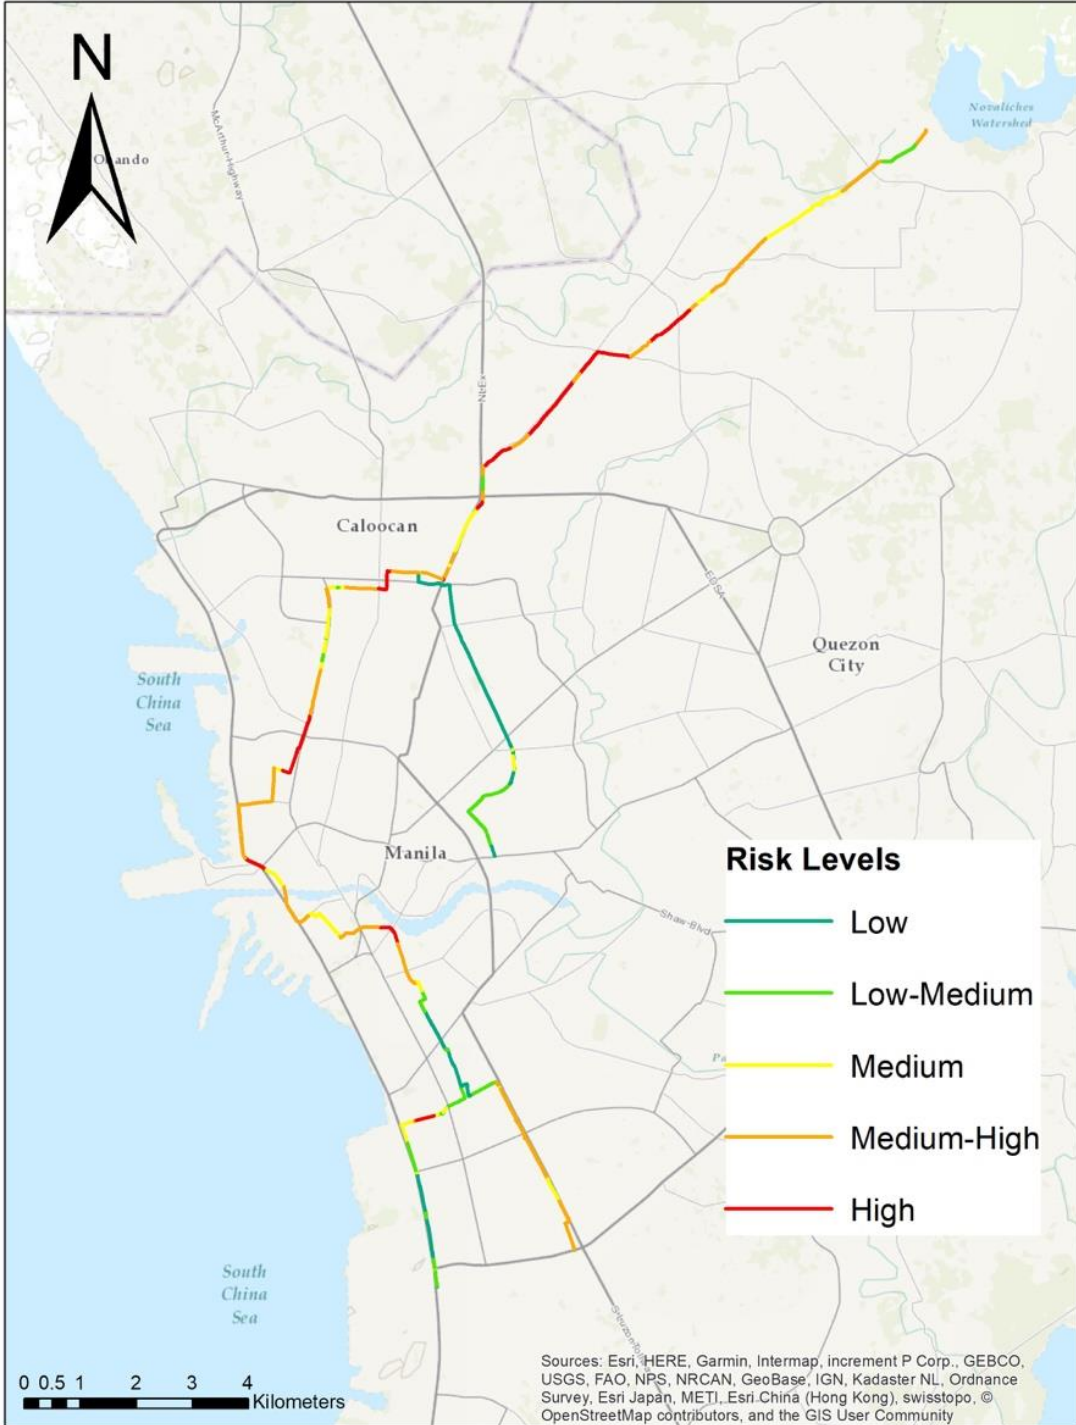 N
Novaliches
Watershed
McArthur-Highway
NLEx
Caloocan
EDSA
Quezon
City
South
China
Sea
Manila
Shaw-Blvd
Risk Levels
Low
Low-Medium
Medium
Medium-High
High
South
China
Sea
0 0.5 1 2 3 4
Kilometers
Sources: Esri, HERE, Garmin, Intermap, increment P Corp., GEBCO,
USGS, FAO, NPS, NRCAN, GeoBase, IGN, Kadaster NL, Ordnance
Survey, Esri Japan, METI, Esri China (Hong Kong), swisstopo, ©
OpenStreetMap contributors, and the GIS User Community